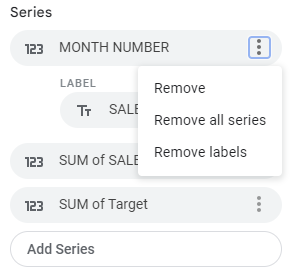 Series
123 MONTH NUMBER
Remove
LABEL
Tт SALE
Remove all series
Remove labels
123 SUM of SALE
123 SUM of Target
Add Series